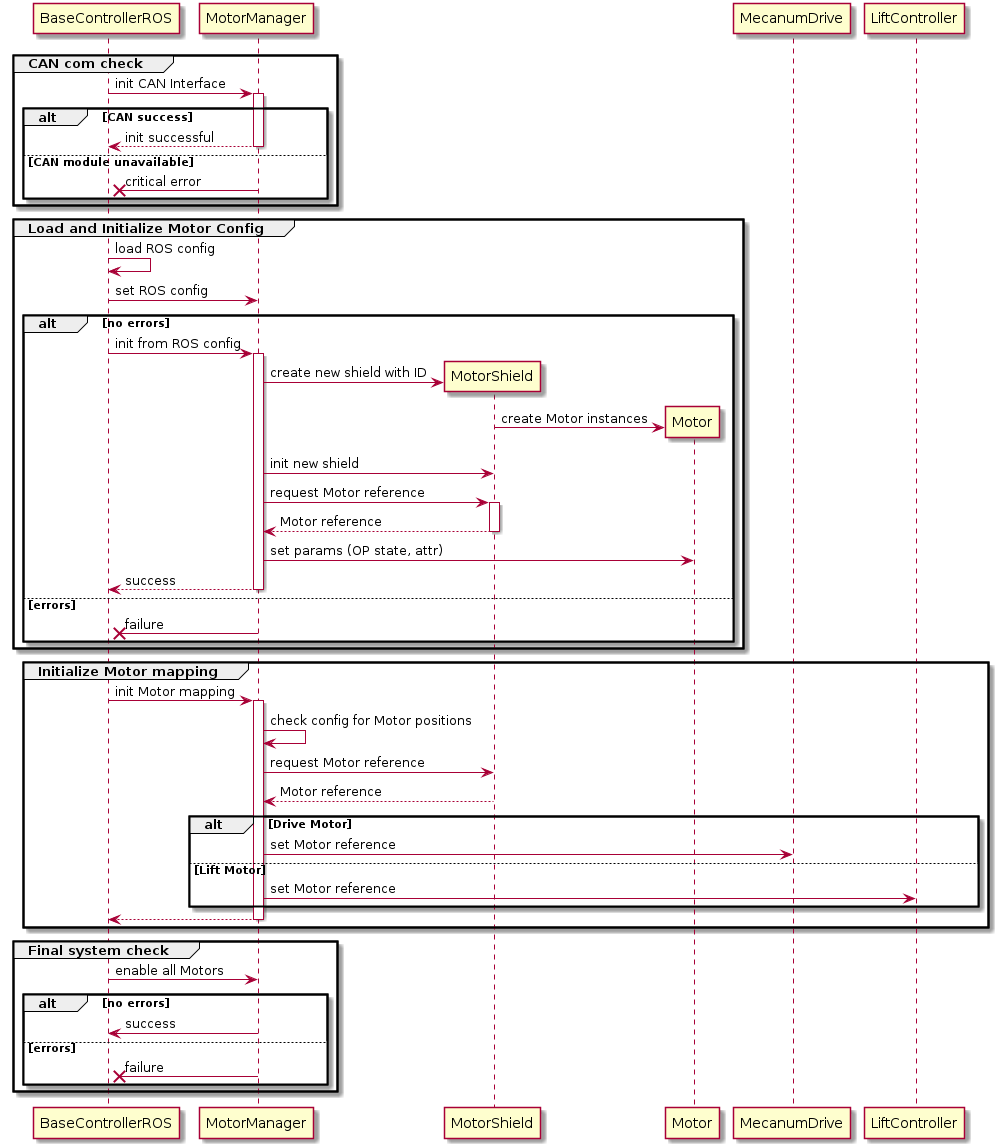 BaseControllerROS MotorManager MecanumDrive LiftController
CAN com check
init CAN Interface
alt [CAN success]
init successful
[CAN module unavailable]
critical error
Load and Initialize Motor Config
load ROS config
set ROS config
alt [no errors]
init from ROS config
create new shield with ID MotorShield
create Motor instances Motor
init new shield
request Motor reference
Motor reference
set params (OP state, attr)
success
[errors]
failure
Initialize Motor mapping
init Motor mapping
check config for Motor positions
request Motor reference
Motor reference
alt [Drive Motor]
set Motor reference
[Lift Motor]
set Motor reference
Final system check
enable all Motors
alt [no errors]
success
[errors]
failure
BaseControllerROS MotorManager MotorShield Motor MecanumDrive LiftController